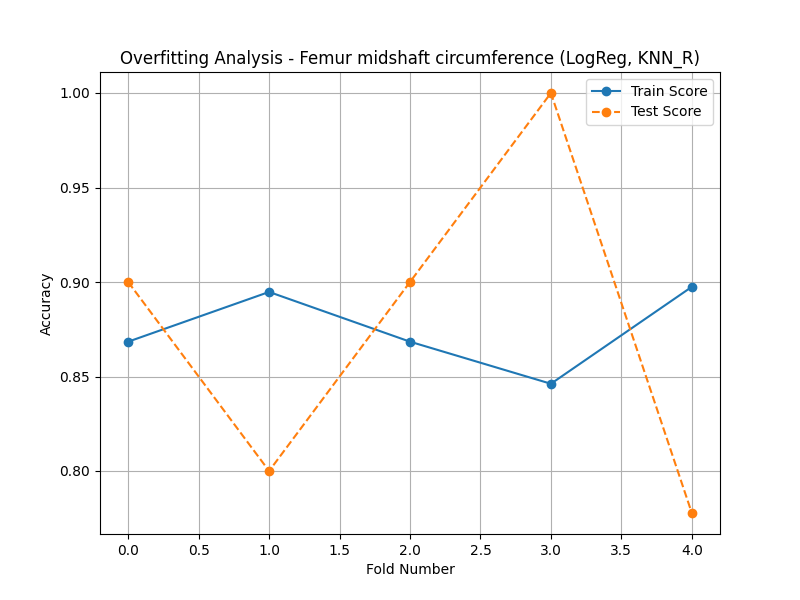 Overfitting Analysis - Femur midshaft circumference (LogReg, KNN_R)
Train Score
Test Score
Accuracy
1.00
0.95
0.90
0.85
0.80
0.0 0.5 1.0 1.5 2.0 2.5 3.0 3.5 4.0
Fold Number